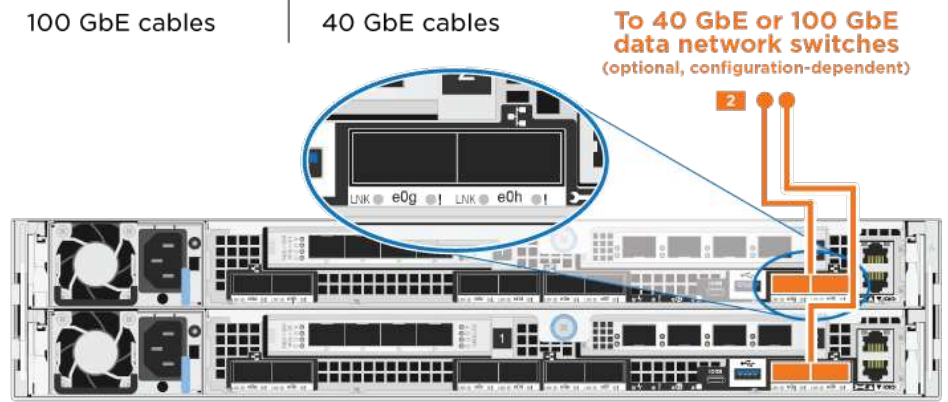 100 GbE cables
40 GbE cables
To 40 GbE or 100 GbE
data network switches
(optional, configuration-dependent)
2
LNK e0g ! LNK e0h !
1